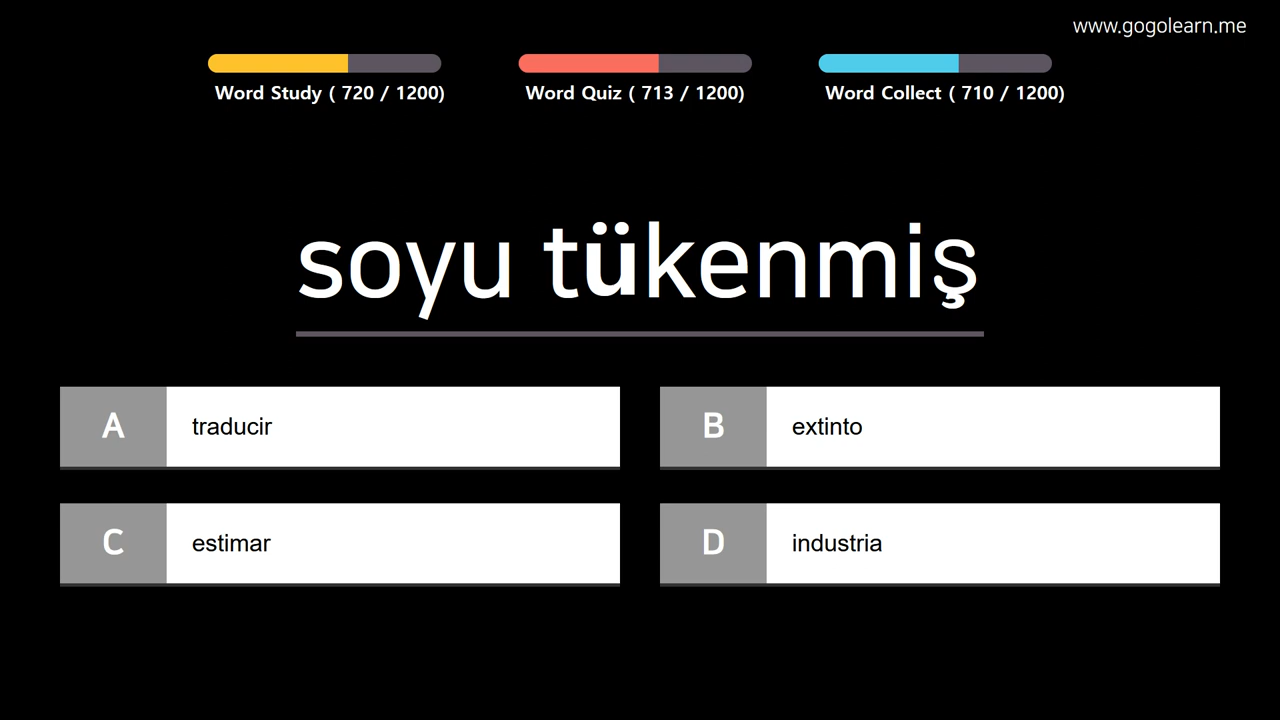 www.gogolearn.me
Word Study ( 720 / 1200)
Word Quiz ( 713 / 1200)
Word Collect ( 710 / 1200)
soyu tükenmiş
A traducir
B extinto
C estimar
D industria